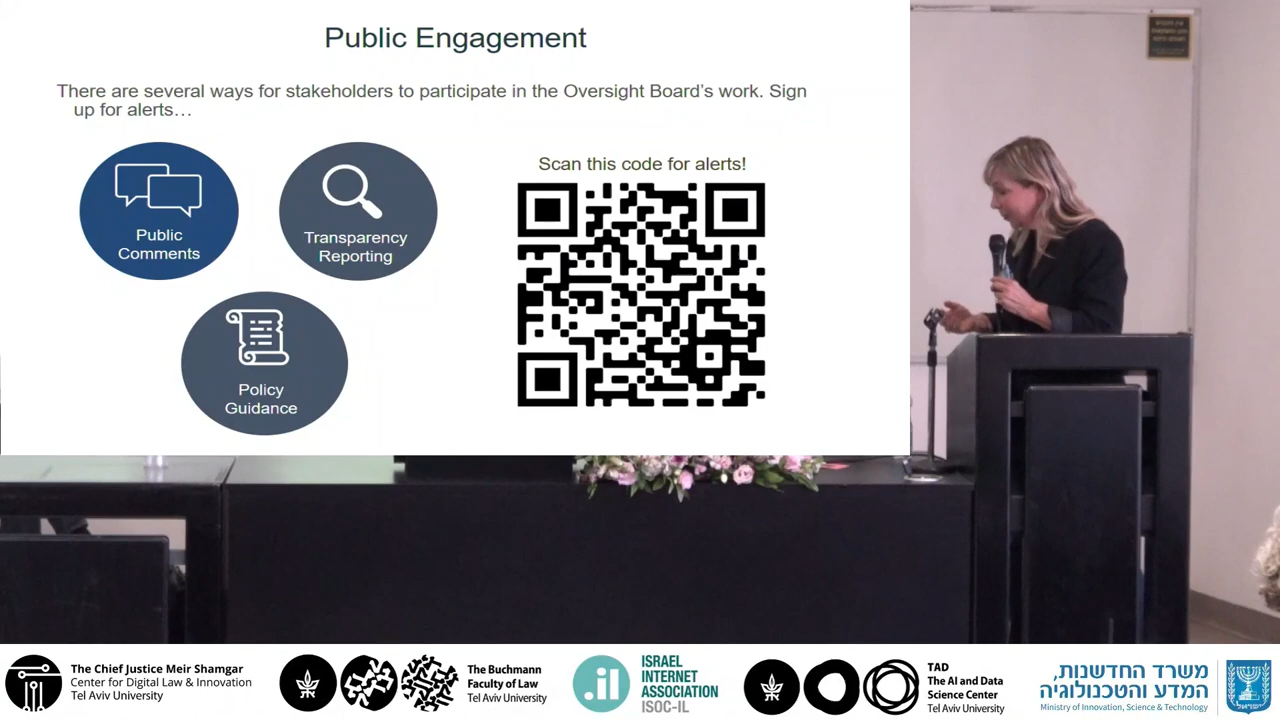 Public Engagement
There are several ways for stakeholders to participate in the Oversight Board's work. Sign
up for alerts…
Public
Comments
Transparency
Reporting
Policy
Guidance
Scan this code for alerts!
The Chief Justice Meir Shamgar
Center for Digital Law & Innovation
Tel Aviv University
The Buchmann
Faculty of Law
Tel Aviv University
.il
ISRAEL
INTERNET
ASSOCIATION
ISOC-IL
TAD
The AI and Data
Science Center
Tel Aviv University
משרד החדשנות,
המדע והטכנולוגיה
Ministry of Innovation, Science & Technology